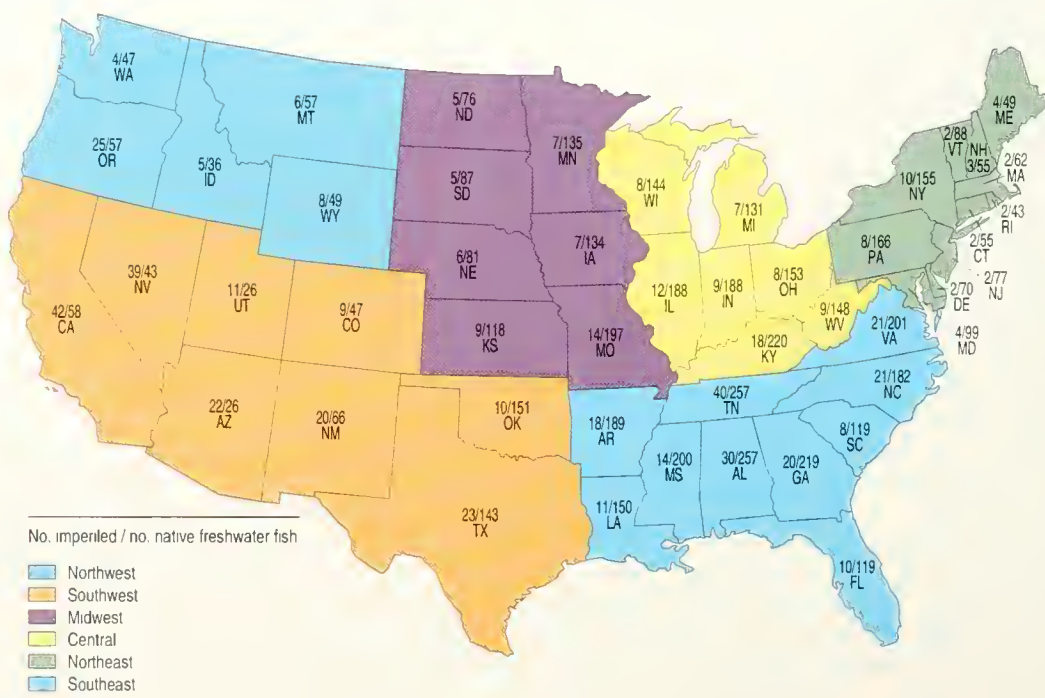 4/47
WA
6/57
MT
5/76
ND
7/135
MN
4/49
ME
25/57
OR
5/36
ID
8/49
WY
5/87
SD
8/144
WI
7/131
MI
2/88
VT
NH
3/55
2/62
MA
10/155
NY
2/43
RI
8/166
PA
2/55
CT
2/77
NJ
2/70
DE
4/99
MD
6/81
NE
7/134
IA
39/43
NV
11/26
UT
9/47
CO
42/58
CA
9/118
KS
14/197
MO
12/188
IL
9/188
IN
8/153
OH
9/148
WV
18/220
KY
21/201
VA
21/182
NC
40/257
TN
22/26
AZ
20/66
NM
10/151
OK
18/189
AR
8/119
SC
14/200
MS
30/257
AL
20/219
GA
11/150
LA
23/143
TX
10/119
FL
No. imperiled / no. native freshwater fish
Northwest
Southwest
Midwest
Central
Northeast
Southeast